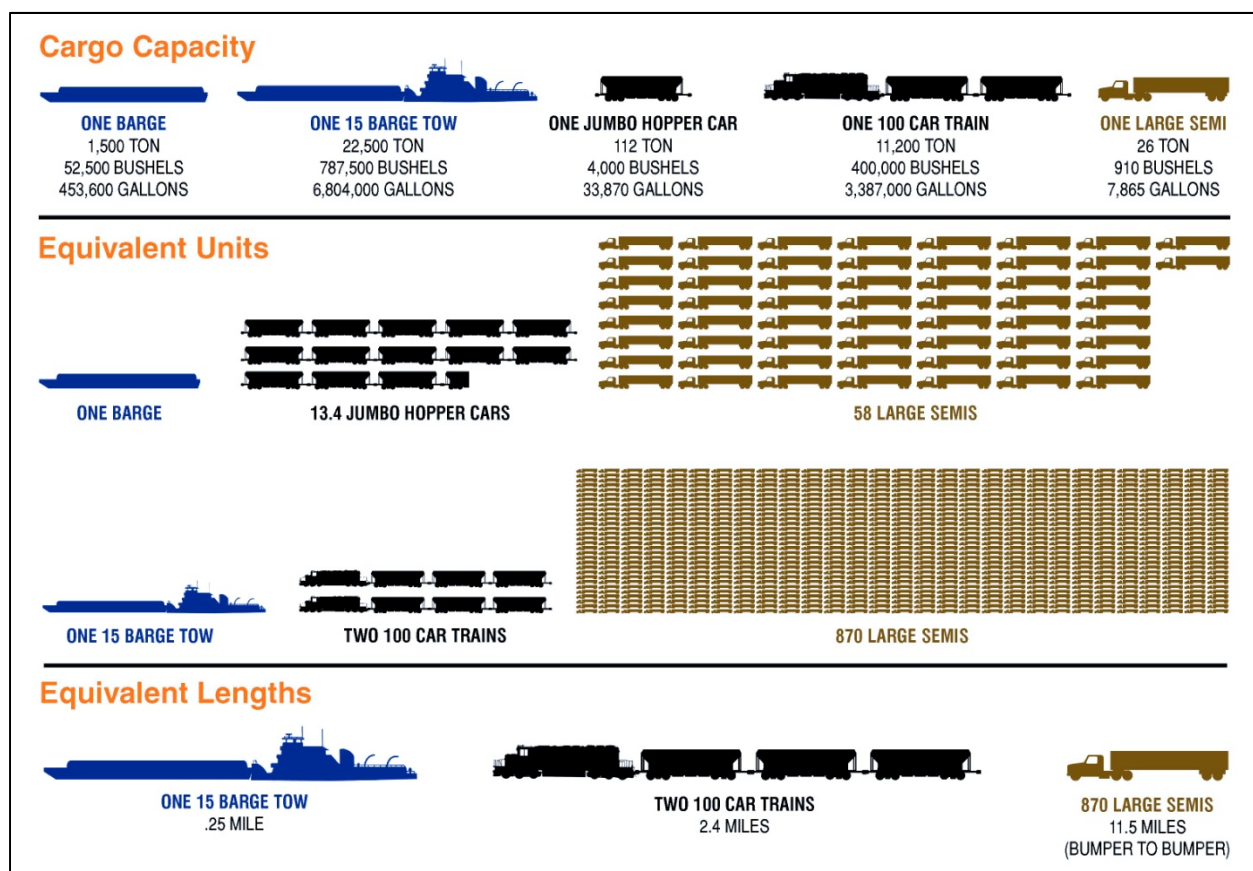 Cargo Capacity
ONE BARGE
1,500 TON
52,500 BUSHELS
453,600 GALLONS
ONE 15 BARGE TOW
22,500 TON
787,500 BUSHELS
6,804,000 GALLONS
ONE JUMBO HOPPER CAR
112 TON
4,000 BUSHELS
33,870 GALLONS
ONE 100 CAR TRAIN
11,200 TON
400,000 BUSHELS
3,387,000 GALLONS
ONE LARGE SEMI
26 TON
910 BUSHELS
7,865 GALLONS
Equivalent Units
ONE BARGE
13.4 JUMBO HOPPER CARS
58 LARGE SEMIS
ONE 15 BARGE TOW
TWO 100 CAR TRAINS
870 LARGE SEMIS
Equivalent Lengths
ONE 15 BARGE TOW
.25 MILE
TWO 100 CAR TRAINS
2.4 MILES
870 LARGE SEMIS
11.5 MILES
(BUMPER TO BUMPER)